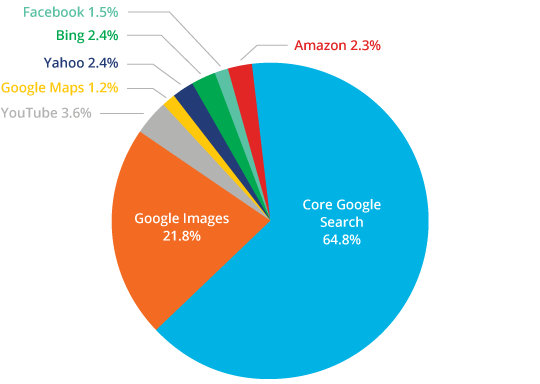 Facebook 1.5%
Bing 2.4%
Amazon 2.3%
Yahoo 2.4%
Google Maps 1.2%
YouTube 3.6%
Core Google
Search
64.8%
Google Images
21.8%